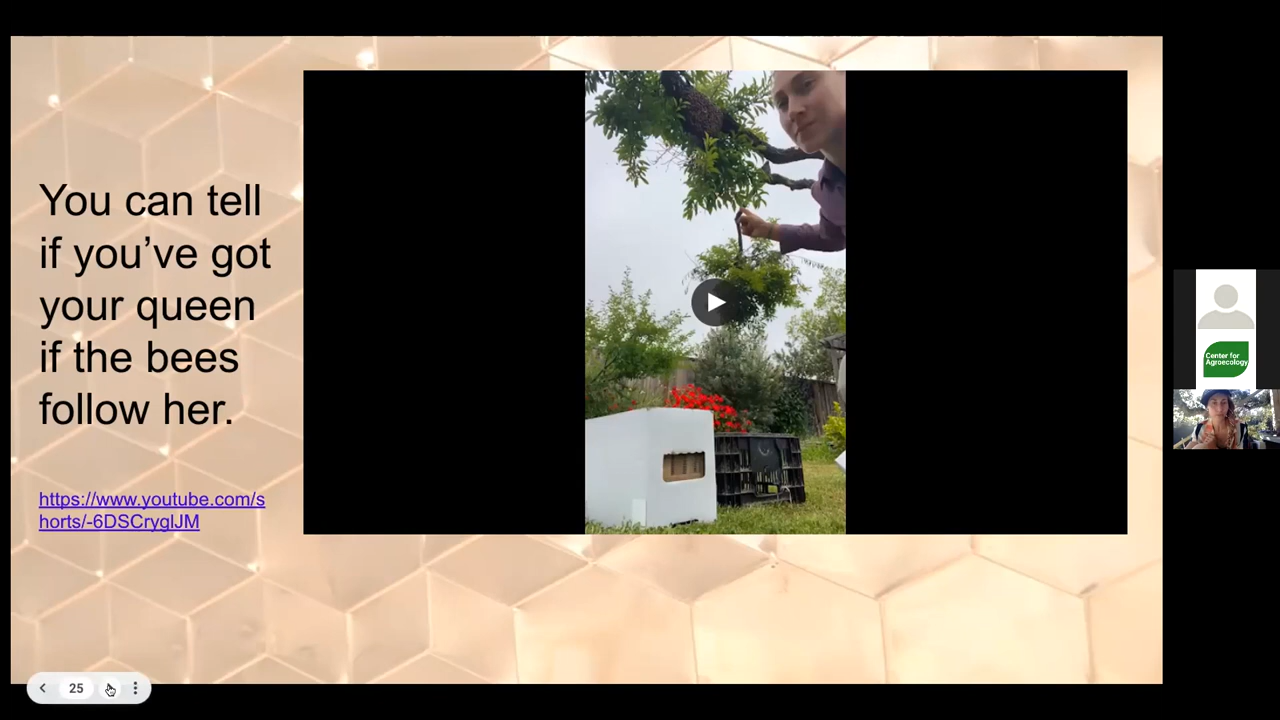 You can tell
if you’ve got
your queen
if the bees
follow her.
https://www.youtube.com/s
horts/-6DSCryglJM
Center for
Agroecology
25